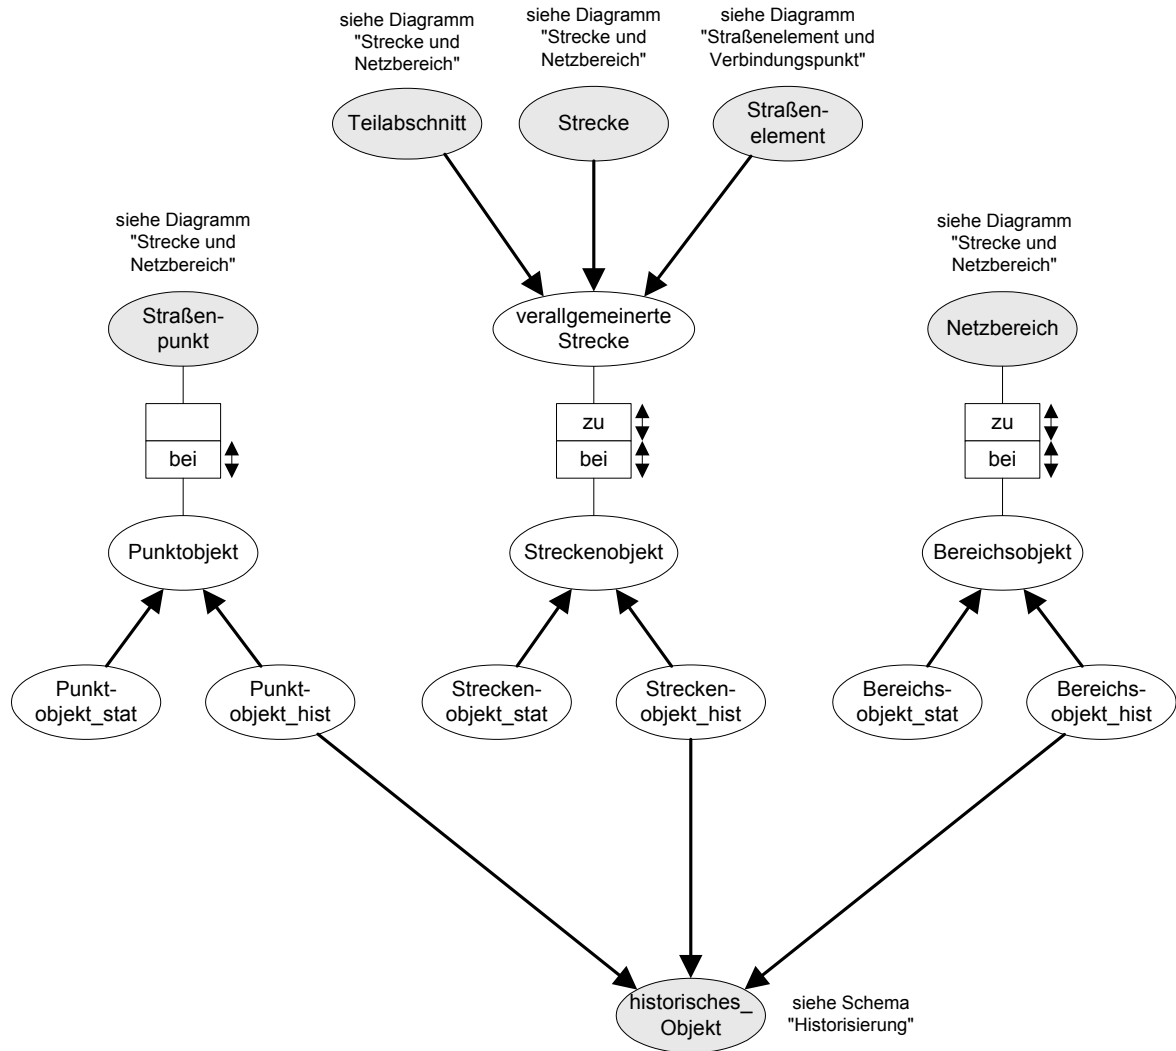 siehe Diagramm
"Strecke und
Netzbereich"
siehe Diagramm
"Strecke und
Netzbereich"
siehe Diagramm
"Straßenelement und
Verbindungspunkt"
Teilabschnitt
Strecke
Straßen-
element
siehe Diagramm
"Strecke und
Netzbereich"
siehe Diagramm
"Strecke und
Netzbereich"
Straßen-
punkt
verallgemeinerte
Strecke
Netzbereich
zu
zu
bei
bei
bei
Punktobjekt
Streckenobjekt
Bereichsobjekt
Punkt-
objekt_stat
Punkt-
objekt_hist
Strecken-
objekt_stat
Strecken-
objekt_hist
Bereichs-
objekt_stat
Bereichs-
objekt_hist
historisches_
Objekt
siehe Schema
"Historisierung"